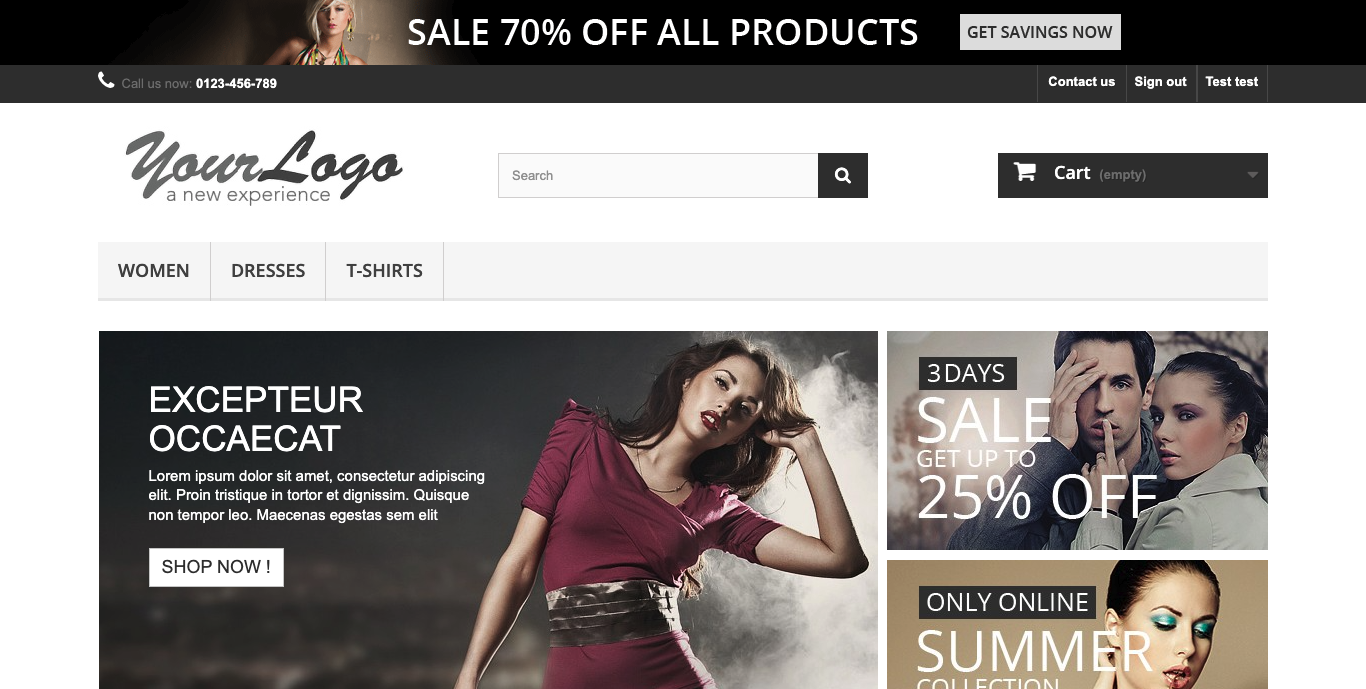 SALE 70% OFF ALL PRODUCTS
GET SAVINGS NOW
Call us now: 0123-456-789
Contact us
Sign out
Test test
YourLogo
a new experience
Search
Cart (empty)
WOMEN
DRESSES
T-SHIRTS
EXCEPTEUR
OCCAECAT
Lorem ipsum dolor sit amet, consectetur adipiscing
elit. Proin tristique in tortor et dignissim. Quisque
non tempor leo. Maecenas egestas sem elit
SHOP NOW !
3 DAYS
SALE
GET UP TO
25% OFF
ONLY ONLINE
SUMMER
COLLECTION